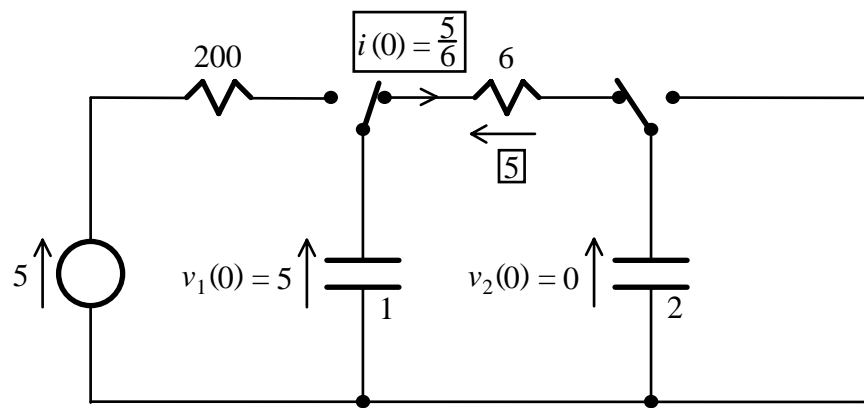 200
i(0) = 5/6
6
5
5
v₁(0) = 5
v₂(0) = 0
1
2